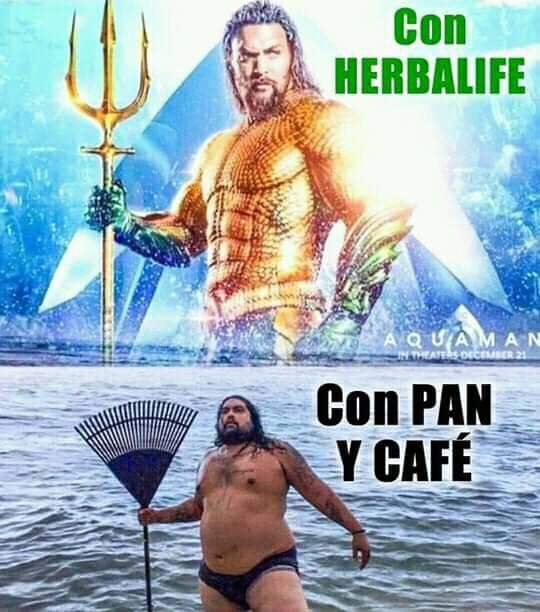 Con
HERBALIFE
AQUAMAN
IN THEATERS DECEMBER 21
Con PAN
Y CAFÉ